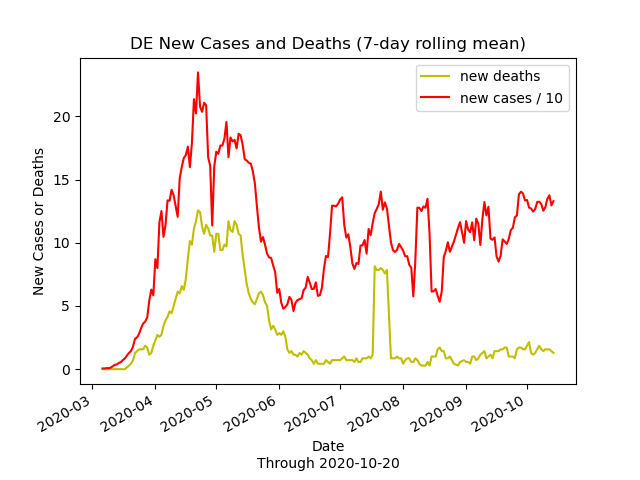 DE New Cases and Deaths (7-day rolling mean)
new deaths
new cases / 10
New Cases or Deaths
20
15
10
5
0
2020-03
2020-04
2020-05
2020-06
2020-07
2020-08
2020-09
2020-10
Date
Through 2020-10-20